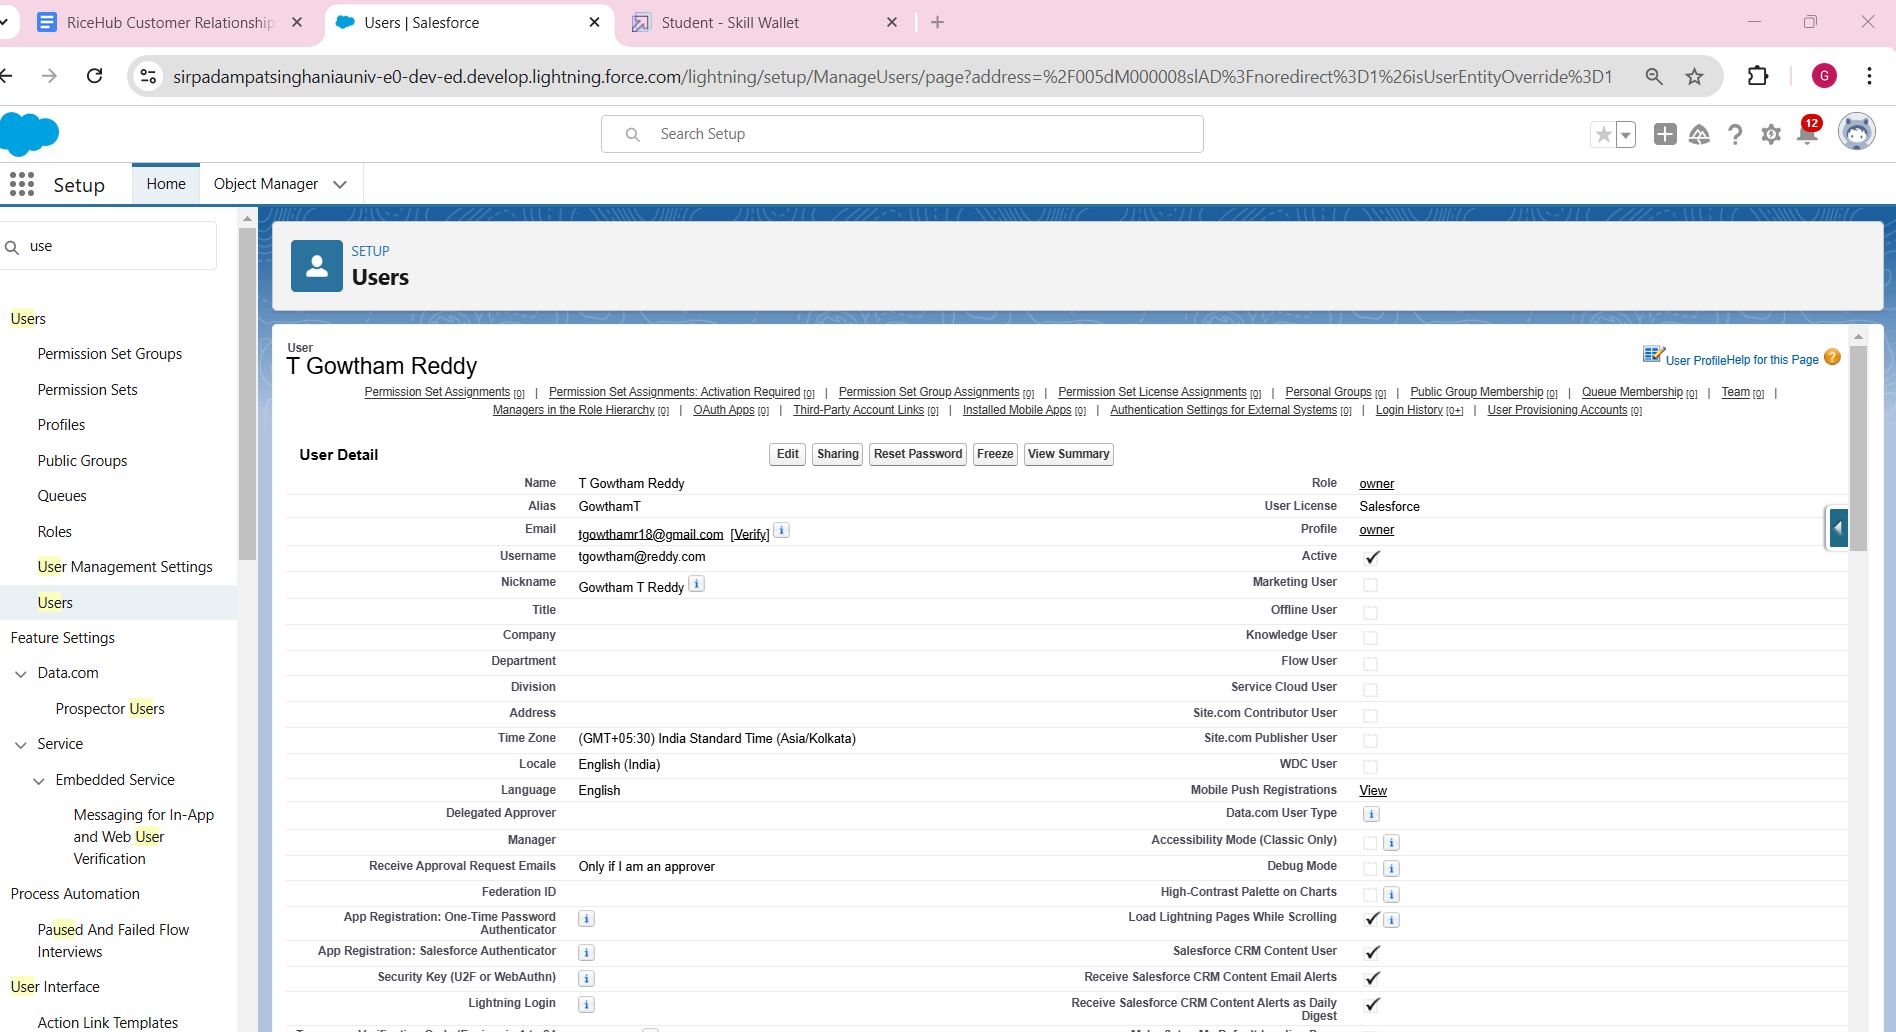 RiceHub Customer Relationship
Users | Salesforce
Student - Skill Wallet
sirpadampatsinghaniauniv-e0-dev-ed.develop.lightning.force.com/lightning/setup/ManageUsers/page?address=%2F005dM000008slAD%3Fnoredirect%3D1%26isUserEntityOverride%3D1
G
Search Setup
12
Setup
Home
Object Manager
use
Users
Permission Set Groups
Permission Sets
Profiles
Public Groups
Queues
Roles
User Management Settings
Users
Feature Settings
Data.com
Prospector Users
Service
Embedded Service
Messaging for In-App
and Web User
Verification
Process Automation
Paused And Failed Flow
Interviews
User Interface
Action Link Templates
SETUP
Users
User
T Gowtham Reddy
User Profile Help for this Page ?
Permission Set Assignments [0] | Permission Set Assignments: Activation Required [0] | Permission Set Group Assignments [0] | Permission Set License Assignments [0] | Personal Groups [0] | Public Group Membership [0] | Queue Membership [0] | Team [0] |
Managers in the Role Hierarchy [0] | OAuth Apps [0] | Third-Party Account Links [0] | Installed Mobile Apps [0] | Authentication Settings for External Systems [0] | Login History [0+] | User Provisioning Accounts [0]
User Detail
Edit Sharing Reset Password Freeze View Summary
Name T Gowtham Reddy Role owner
Alias GowthamT User License Salesforce
Email tgowthamr18@gmail.com [Verify] i Profile owner
Username tgowtham@reddy.com Active
Nickname Gowtham T Reddy i Marketing User
Title Offline User
Company Knowledge User
Department Flow User
Division Service Cloud User
Address Site.com Contributor User
Time Zone (GMT+05:30) India Standard Time (Asia/Kolkata) Site.com Publisher User
Locale English (India) WDC User
Language English Mobile Push Registrations View
Delegated Approver Data.com User Type i
Manager Accessibility Mode (Classic Only) i
Receive Approval Request Emails Only if I am an approver Debug Mode i
Federation ID High-Contrast Palette on Charts i
App Registration: One-Time Password
Authenticator i Load Lightning Pages While Scrolling i
App Registration: Salesforce Authenticator i Salesforce CRM Content User
Security Key (U2F or WebAuthn) i Receive Salesforce CRM Content Email Alerts
Lightning Login i Receive Salesforce CRM Content Alerts as Daily
Digest